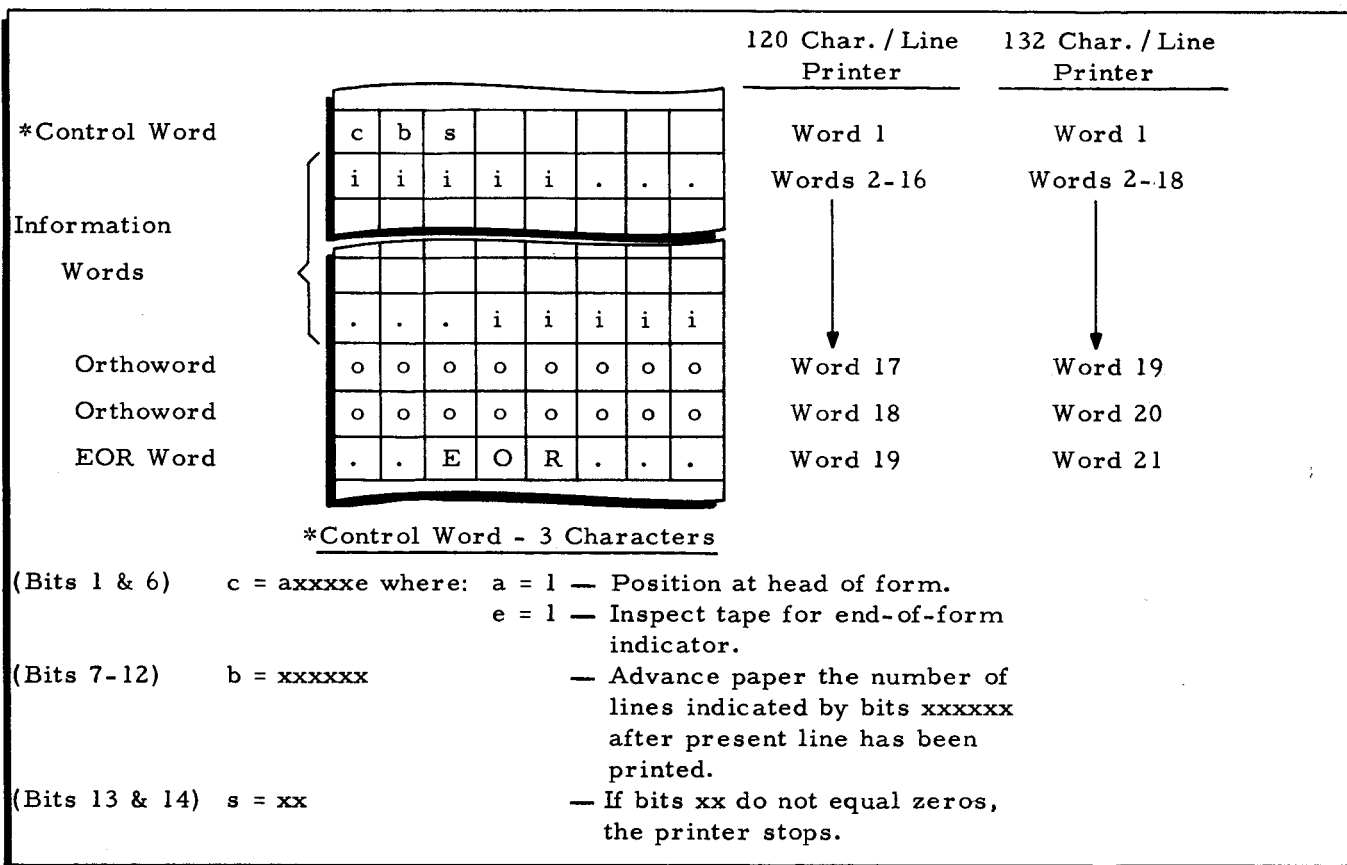 120 Char. / Line 132 Char. / Line
Printer Printer
*Control Word c b s Word 1 Word 1
i i i i i . . . Words 2-16 Words 2-18
Information
Words
. . . i i i i i
Orthoword o o o o o o o o Word 17 Word 19
Orthoword o o o o o o o o Word 18 Word 20
EOR Word . . E O R . . . Word 19 Word 21
*Control Word - 3 Characters
(Bits 1 & 6) c = axxxxe where: a = 1 — Position at head of form.
e = 1 — Inspect tape for end-of-form
indicator.
(Bits 7-12) b = xxxxxx — Advance paper the number of
lines indicated by bits xxxxxx
after present line has been
printed.
(Bits 13 & 14) s = xx — If bits xx do not equal zeros,
the printer stops.